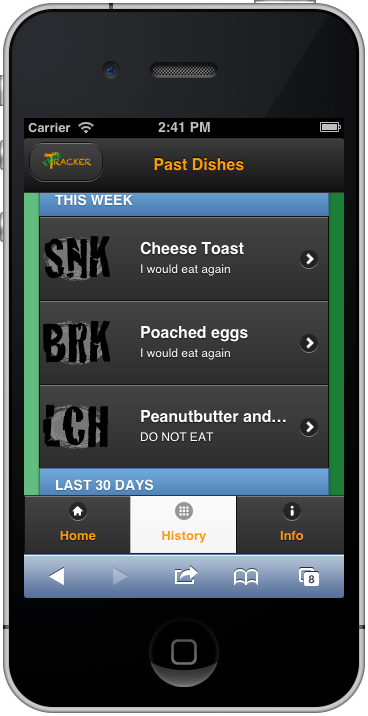 Carrier 2:41 PM
TRACKER
Past Dishes
THIS WEEK
SNK
Cheese Toast
I would eat again
BRK
Poached eggs
I would eat again
LCH
Peanutbutter and...
DO NOT EAT
LAST 30 DAYS
Home History Info
8